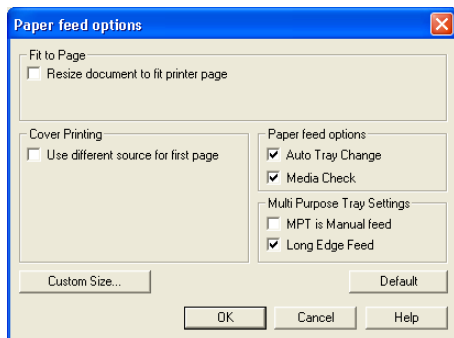 Paper feed options
Fit to Page
Resize document to fit printer page
Cover Printing
Use different source for first page
Paper feed options
Auto Tray Change
Media Check
Multi Purpose Tray Settings
MPT is Manual feed
Long Edge Feed
Custom Size...
Default
OK
Cancel
Help